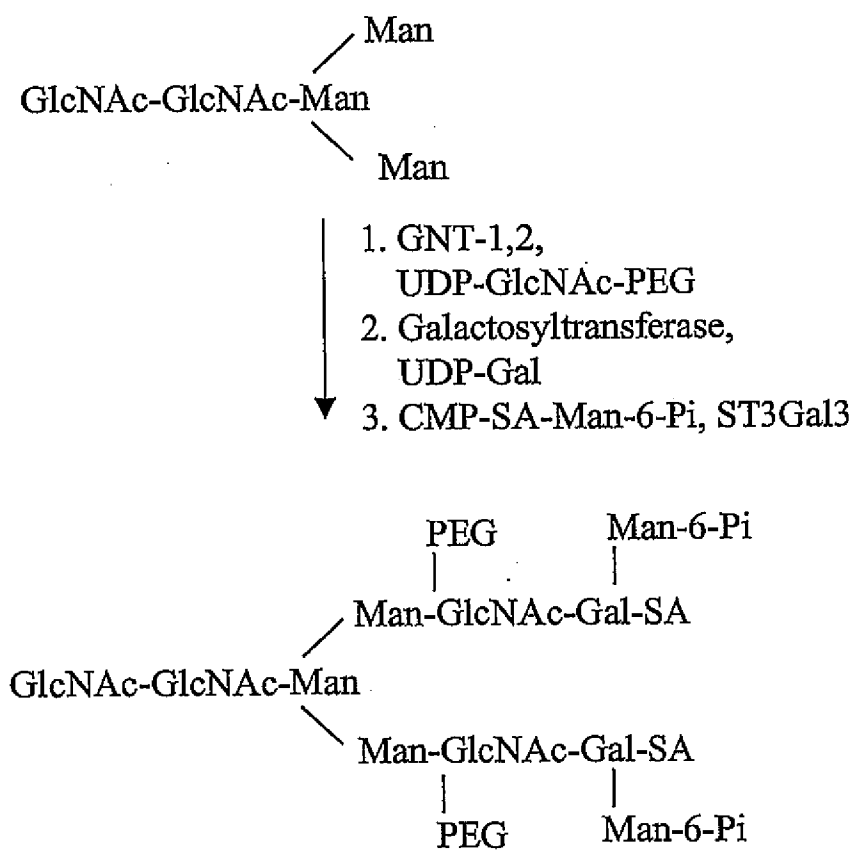 Man
GlcNAc-GlcNAc-Man
Man
1. GNT-1,2,
UDP-GlcNAc-PEG
2. Galactosyltransferase,
UDP-Gal
3. CMP-SA-Man-6-Pi, ST3Gal3
PEG Man-6-Pi
Man-GlcNAc-Gal-SA
GlcNAc-GlcNAc-Man
Man-GlcNAc-Gal-SA
PEG Man-6-Pi